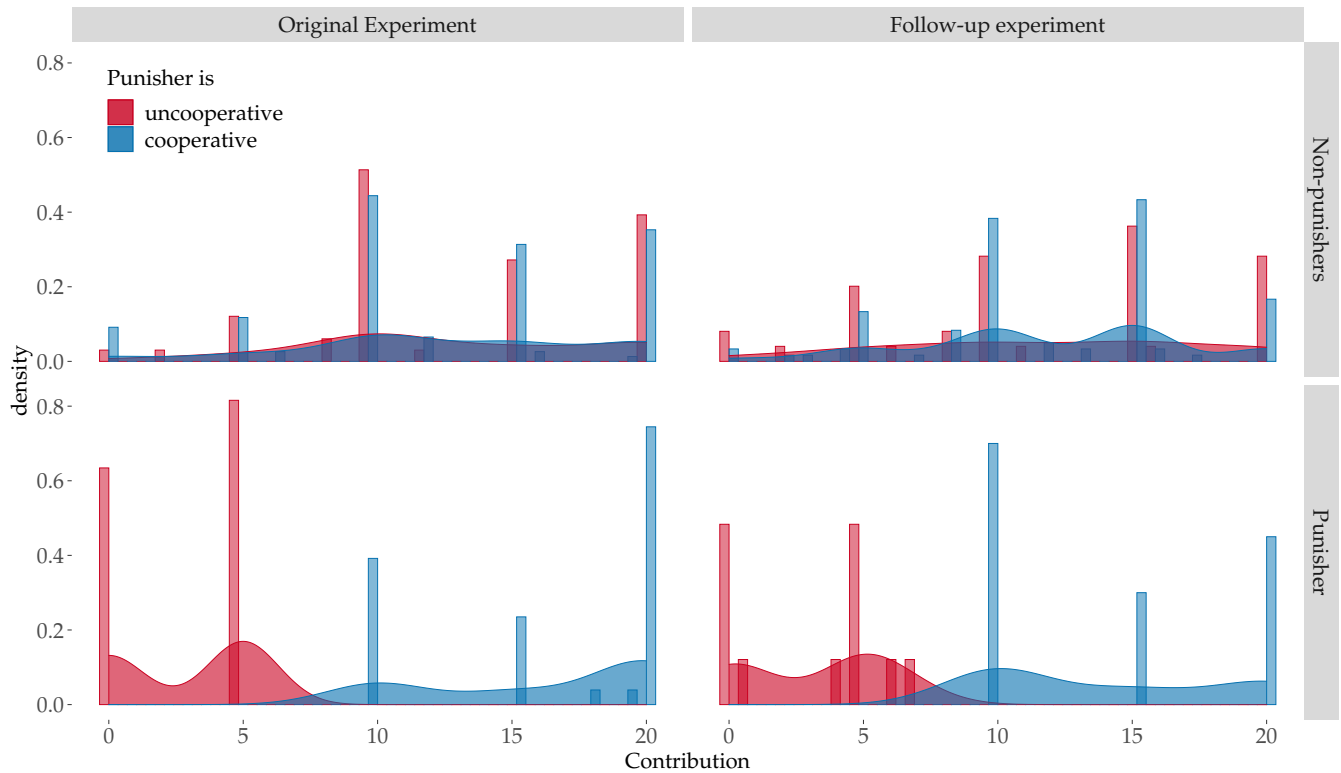 Original Experiment
Follow-up experiment
Punisher is
uncooperative
cooperative
0.8
0.6
0.4
0.2
0.0
Non-punishers
density
0.8
0.6
0.4
0.2
0.0
Punisher
0 5 10 15 20
0 5 10 15 20
Contribution